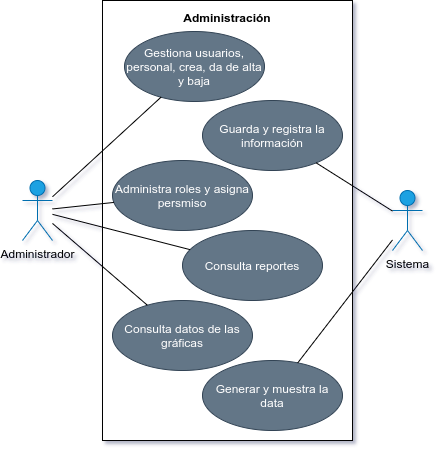 Administración
Gestiona usuarios,
personal, crea, da de alta
y baja
Guarda y registra la
información
Administra roles y asigna
persmiso
Administrador
Sistema
Consulta reportes
Consulta datos de las
gráficas
Generar y muestra la
data